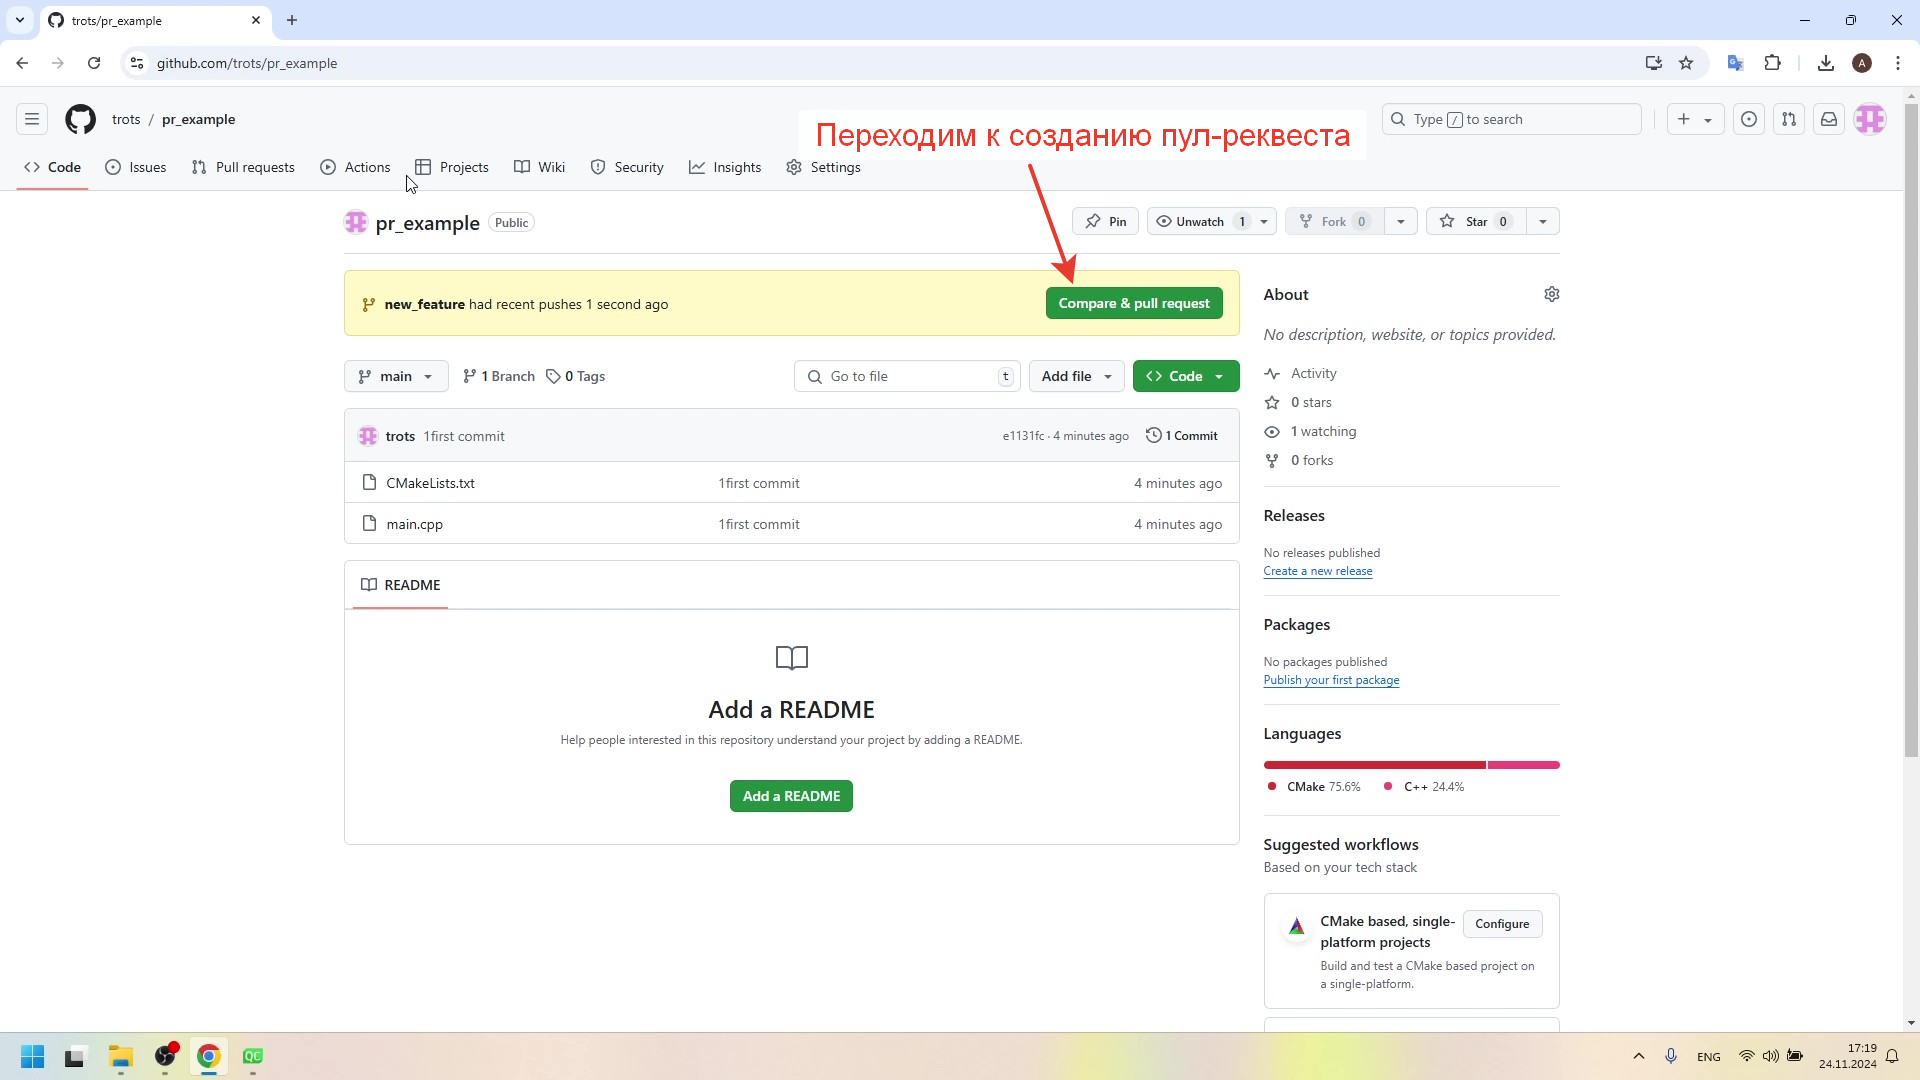 trots/pr_example
github.com/trots/pr_example
A
trots / pr_example
Переходим к созданию пул-реквеста
Type / to search
Code Issues Pull requests Actions Projects Wiki Security Insights Settings
pr_example Public
Pin Unwatch 1 Fork 0 Star 0
new_feature had recent pushes 1 second ago
Compare & pull request
main 1 Branch 0 Tags
Go to file t
Add file
Code
trots 1first commit
e1131fc · 4 minutes ago 1 Commit
CMakeLists.txt 1first commit 4 minutes ago
main.cpp 1first commit 4 minutes ago
README
Add a README
Help people interested in this repository understand your project by adding a README.
Add a README
About
No description, website, or topics provided.
Activity
0 stars
1 watching
0 forks
Releases
No releases published
Create a new release
Packages
No packages published
Publish your first package
Languages
CMake 75.6% C++ 24.4%
Suggested workflows
Based on your tech stack
CMake based, single-
platform projects
Configure
Build and test a CMake based project on
a single-platform.
QC
ENG
17:19
24.11.2024